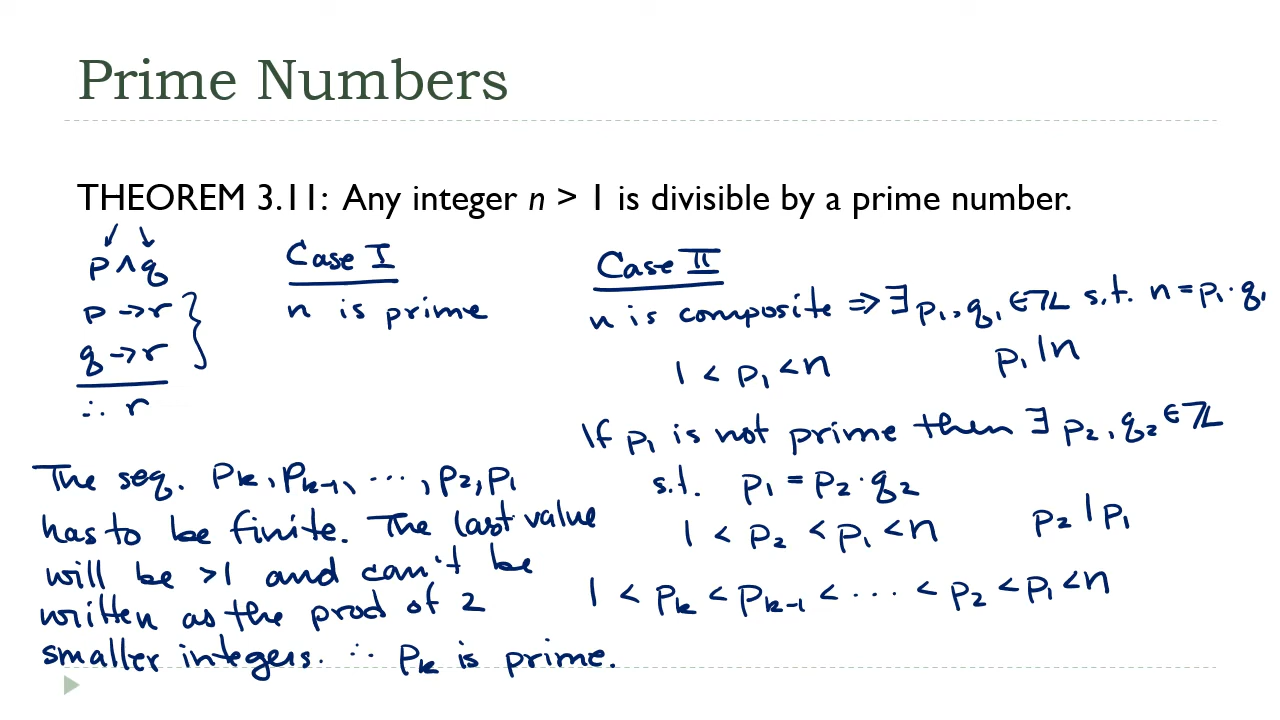 Prime Numbers
THEOREM 3.11: Any integer n > 1 is divisible by a prime number.
p ∧ q
p → r
q → r
∴ r
Case I
n is prime
Case II
n is composite ⇒ ∃ p₁, q₁ ∈ ℤ s.t. n = p₁ · q₁
1 < p₁ < n
p₁ | n
If p₁ is not prime then ∃ p₂, q₂ ∈ ℤ
s.t. p₁ = p₂ · q₂
1 < p₂ < p₁ < n
p₂ | p₁
1 < pₖ < pₖ₋₁ < ··· < p₂ < p₁ < n
The seq. pₖ, pₖ₋₁, ···, p₂, p₁
has to be finite. The last value
will be >1 and can't be
written as the prod of 2
smaller integers. ∴ pₖ is prime.